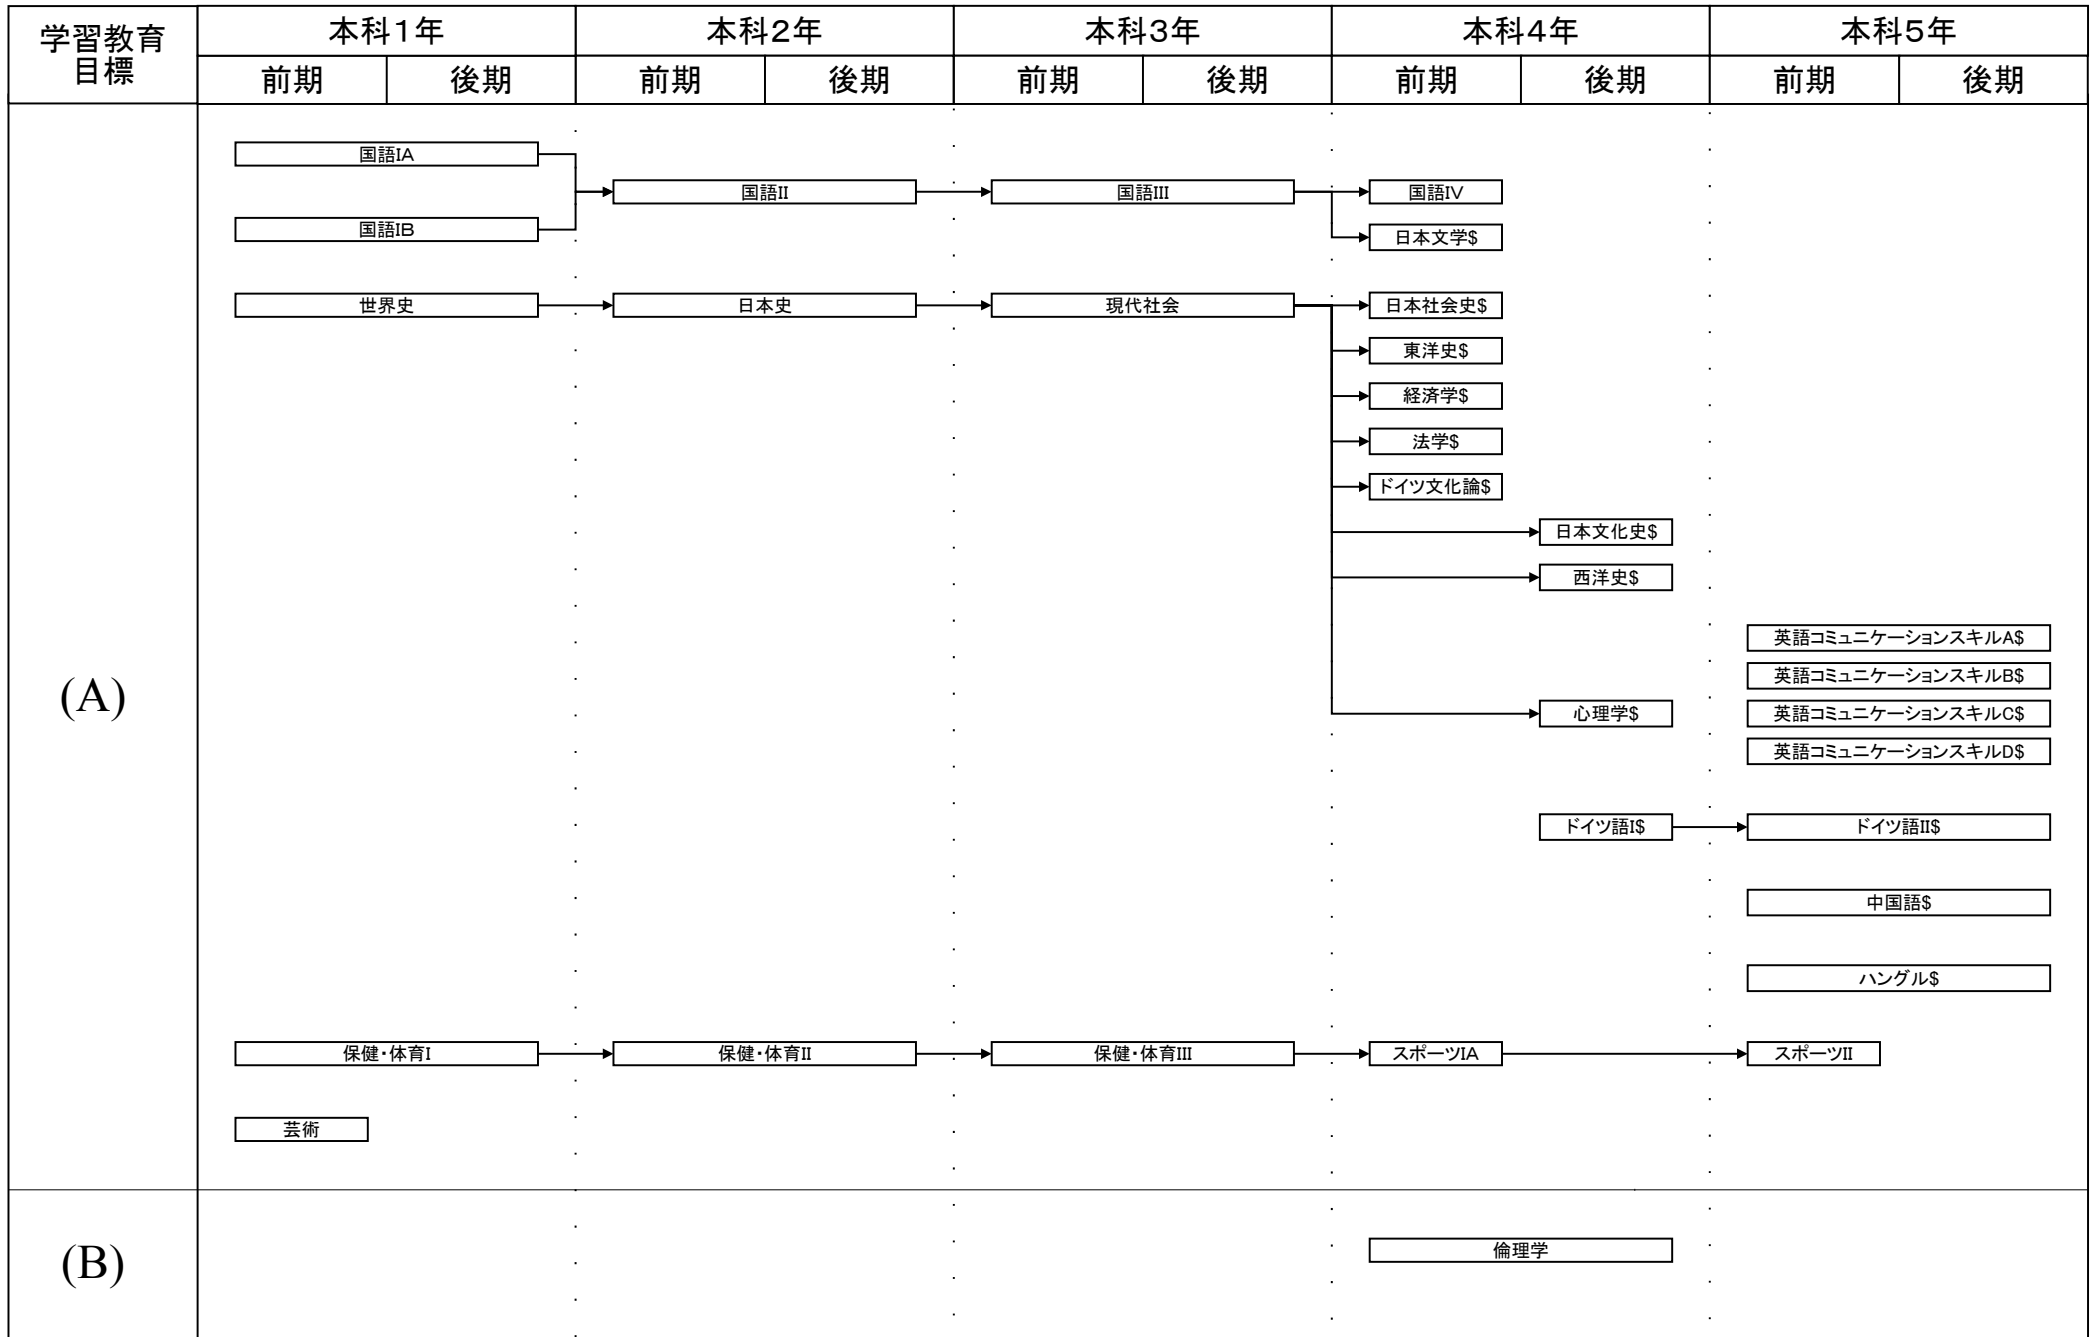 学習教育
目標
本科1年
本科2年
本科3年
本科4年
本科5年
前期
後期
前期
後期
前期
後期
前期
後期
前期
後期
(A)
国語IA
国語IB
国語II
国語III
国語IV
日本文学$
世界史
日本史
現代社会
日本社会史$
東洋史$
経済学$
法学$
ドイツ文化論$
日本文化史$
西洋史$
心理学$
英語コミュニケーションスキルA$
英語コミュニケーションスキルB$
英語コミュニケーションスキルC$
英語コミュニケーションスキルD$
ドイツ語I$
ドイツ語II$
中国語$
ハングル$
保健・体育I
保健・体育II
保健・体育III
スポーツIA
スポーツII
芸術
(B)
倫理学